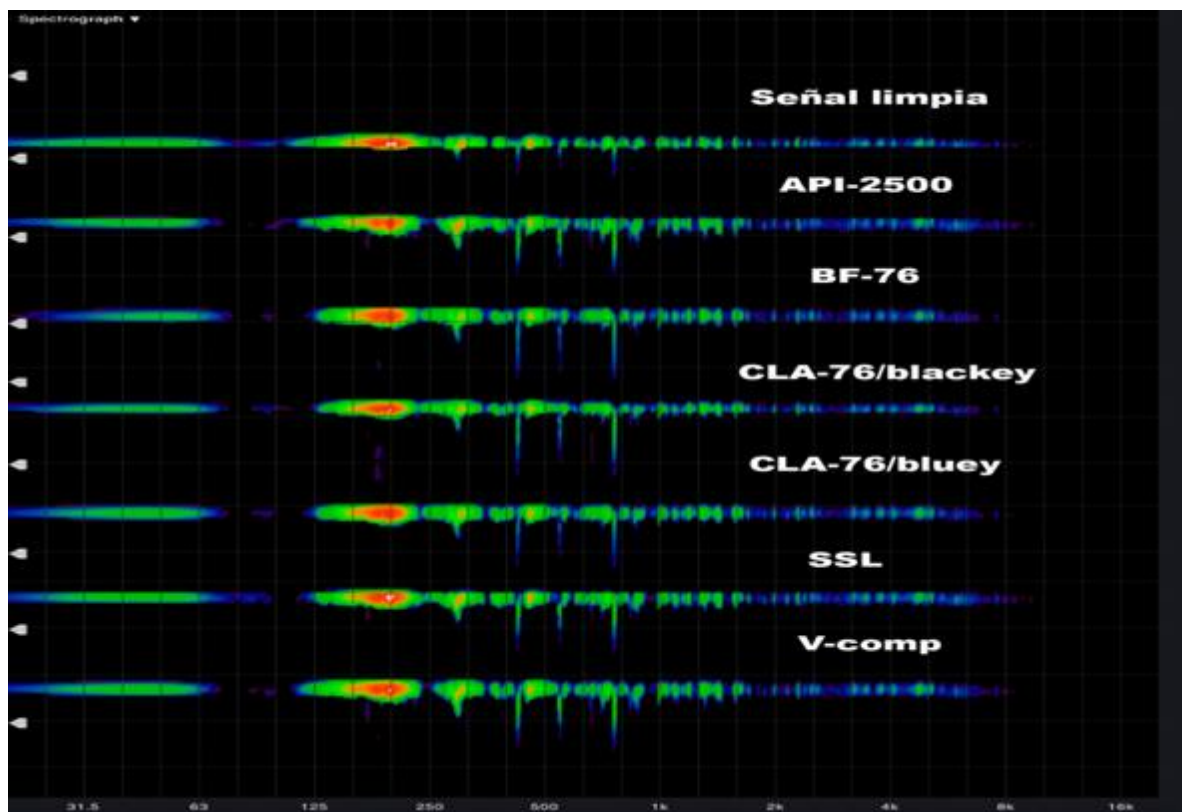 Spectrograph ▼
Señal limpia
API-2500
BF-76
CLA-76/blackey
CLA-76/bluey
SSL
V-comp
31.5 63 125 250 500 1k 2k 4k 8k 16k